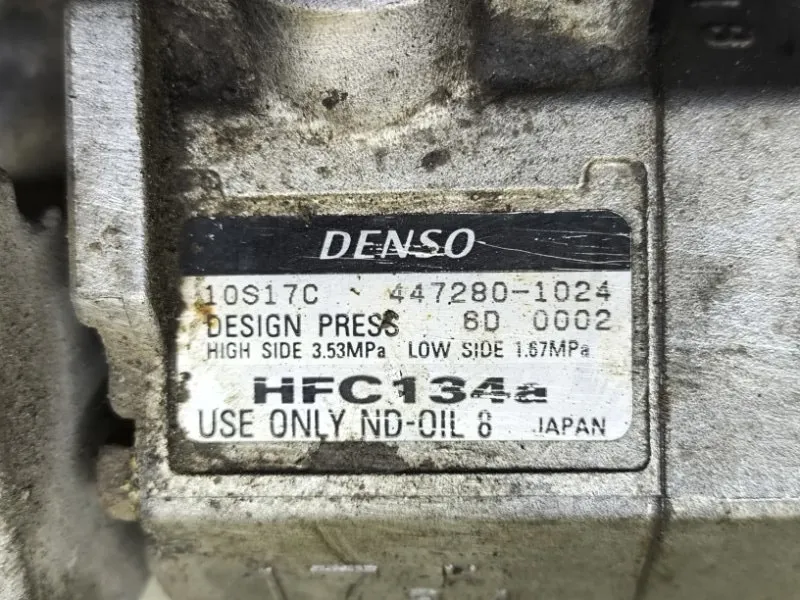 DENSO
10S17C 447280-1024
DESIGN PRESS 6D 0002
HIGH SIDE 3.53MPa LOW SIDE 1.67MPa
HFC134a
USE ONLY ND-OIL 8 JAPAN